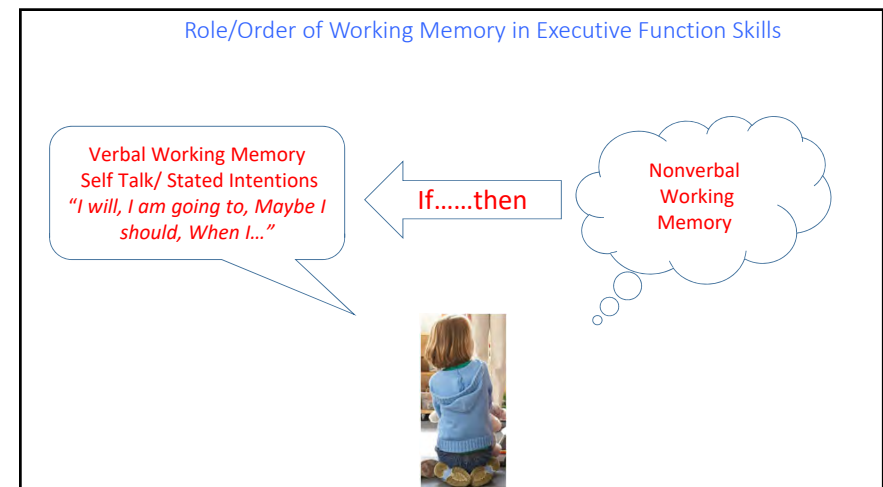 Role/Order of Working Memory in Executive Function Skills
Verbal Working Memory
Self Talk/ Stated Intentions
“I will, I am going to, Maybe I
should, When I…”
If……then
Nonverbal
Working
Memory